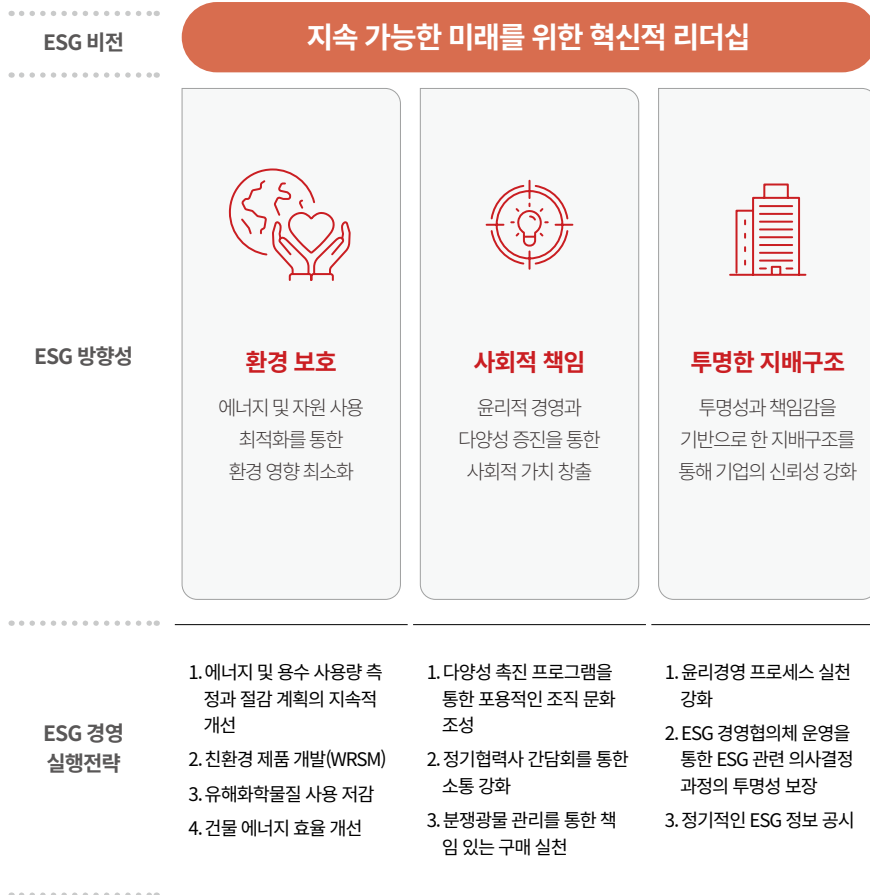 ESG 비전
지속 가능한 미래를 위한 혁신적 리더십
ESG 방향성
환경 보호
에너지 및 자원 사용
최적화를 통한
환경 영향 최소화
사회적 책임
윤리적 경영과
다양성 증진을 통한
사회적 가치 창출
투명한 지배구조
투명성과 책임감을
기반으로 한 지배구조를
통해 기업의 신뢰성 강화
ESG 경영
실행전략
1. 에너지 및 용수 사용량 측
정과 절감 계획의 지속적
개선
2. 친환경 제품 개발(WRSM)
3. 유해화학물질 사용 저감
4. 건물 에너지 효율 개선
1. 다양성 촉진 프로그램을
통한 포용적인 조직 문화
조성
2. 정기협력사 간담회를 통한
소통 강화
3. 분쟁광물 관리를 통한 책
임 있는 구매 실천
1. 윤리경영 프로세스 실천
강화
2. ESG 경영협의체 운영을
통한 ESG 관련 의사결정
과정의 투명성 보장
3. 정기적인 ESG 정보 공시